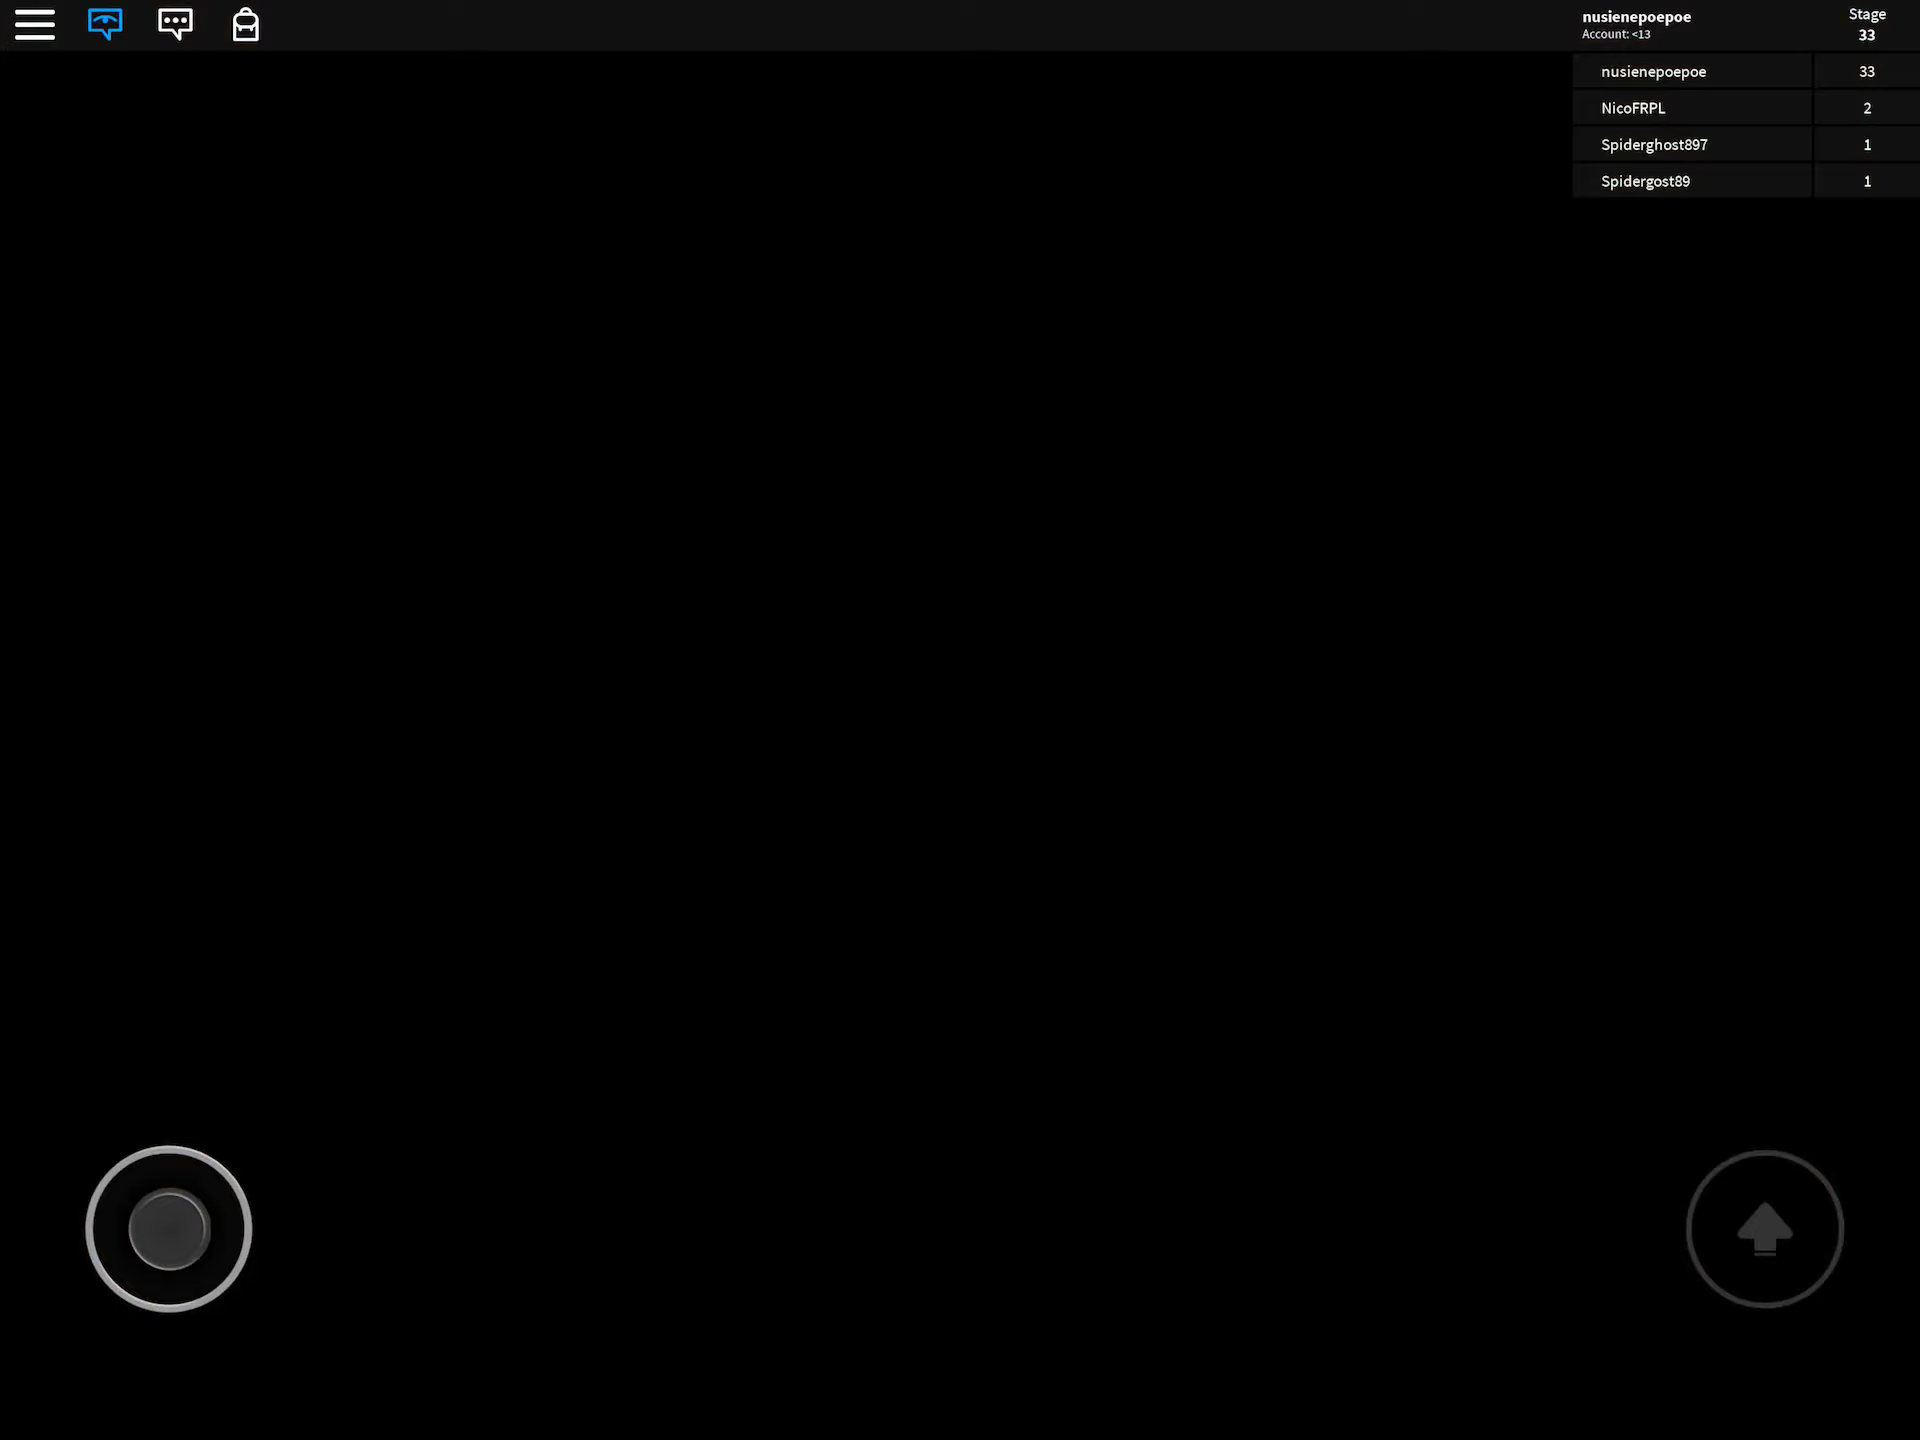 nusienepoepoe
Account: <13
Stage
33
nusienepoepoe 33
NicoFRPL 2
Spiderghost897 1
Spidergost89 1